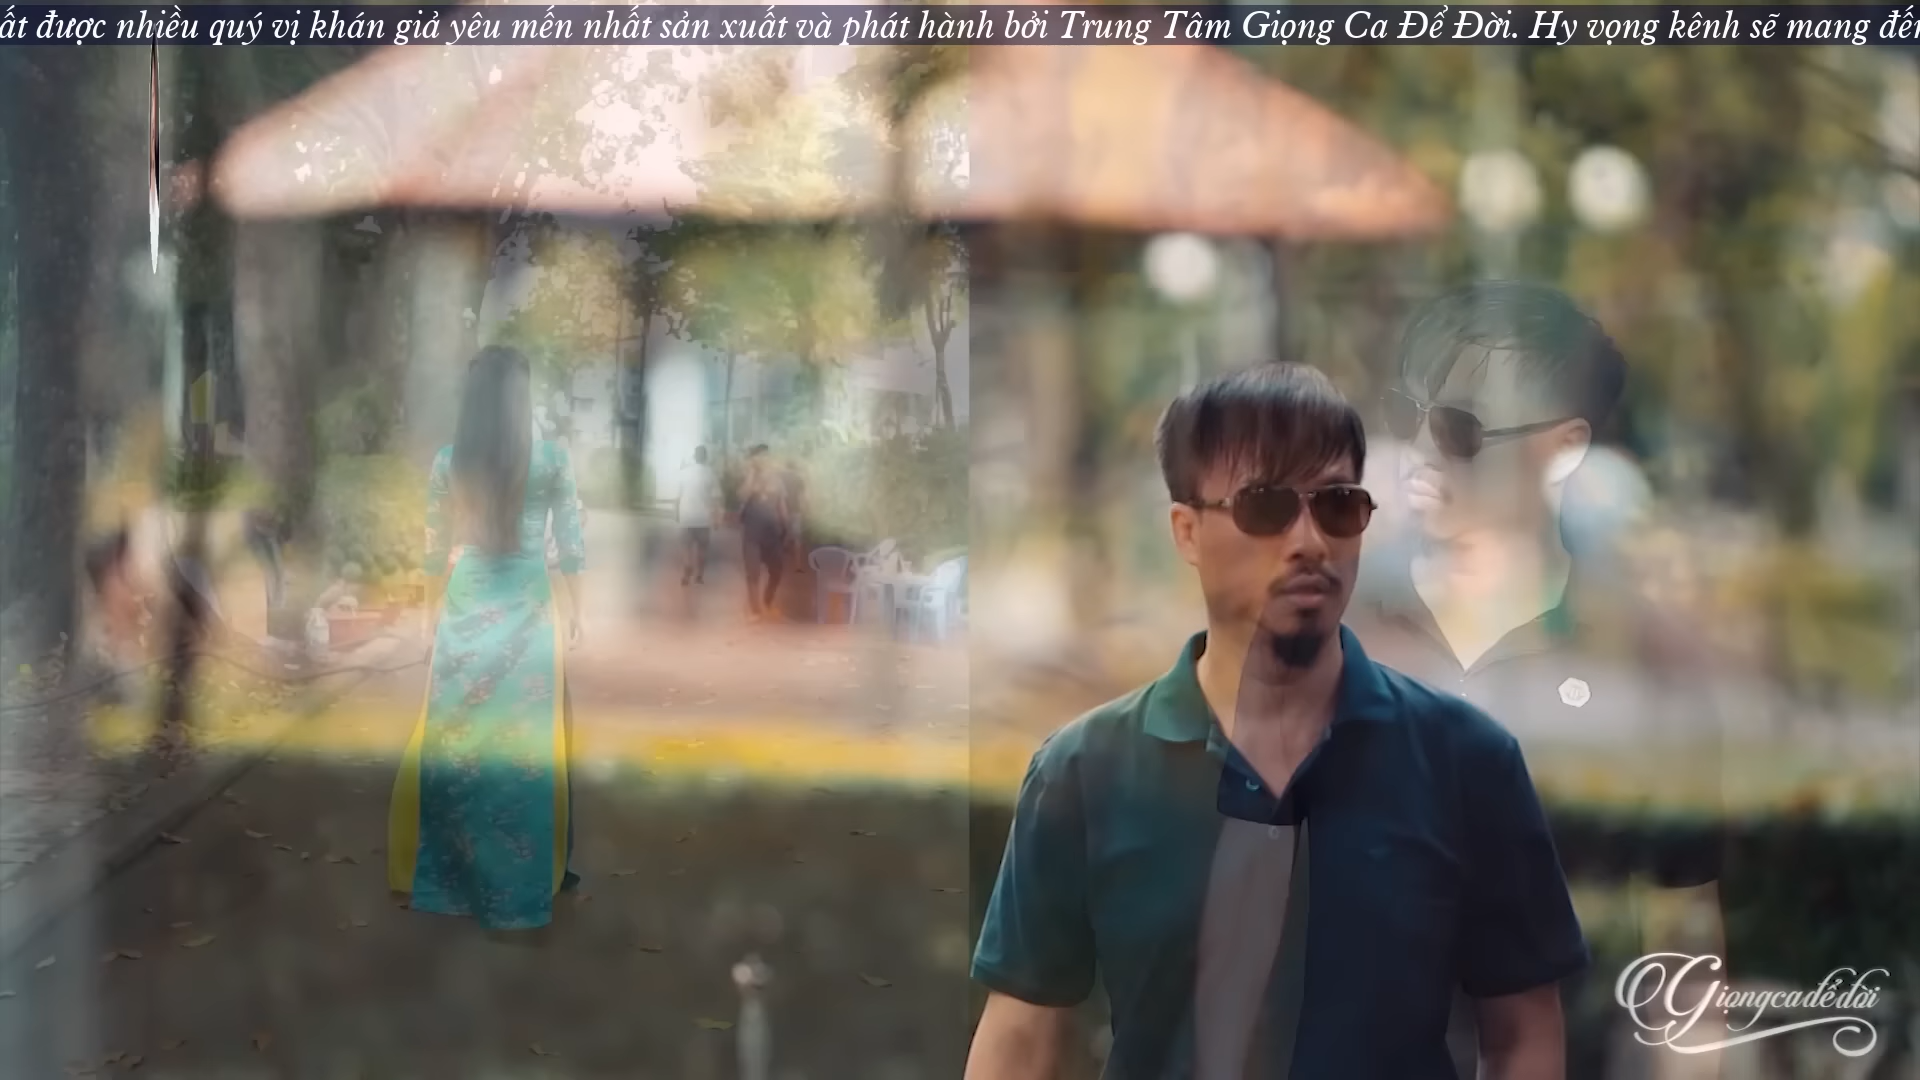 ất được nhiều quý vị khán giả yêu mến nhất sản xuất và phát hành bởi Trung Tâm Giọng Ca Để Đời. Hy vọng kênh sẽ mang đến
Giọngcađểđời